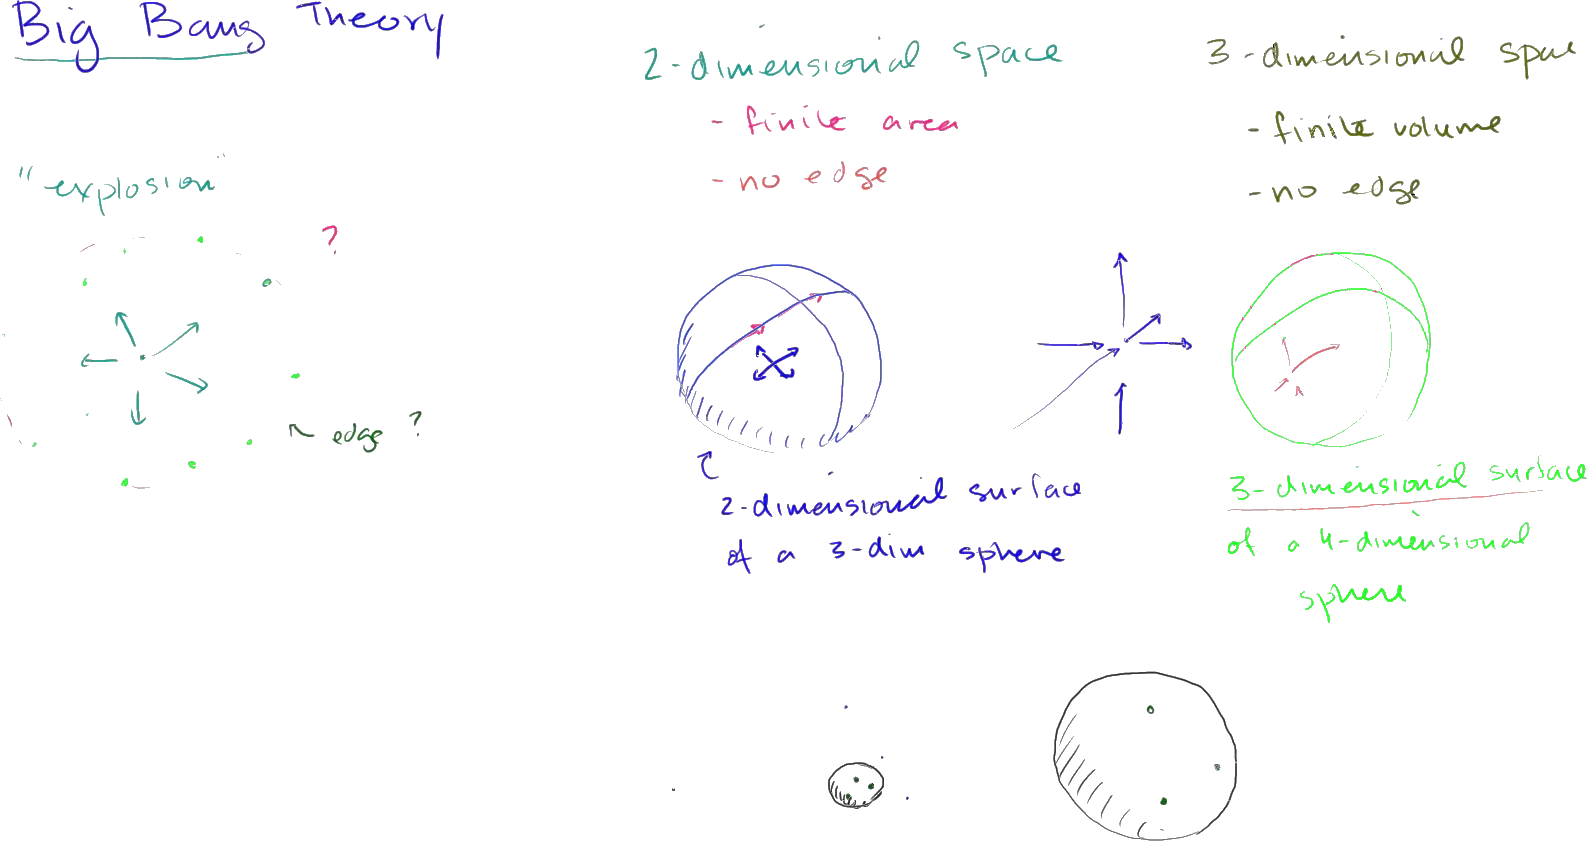 Big Bang Theory
"explosion"
?
edge ?
2-dimensional space
- finite area
- no edge
2-dimensional surface
of a 3-dim sphere
3-dimensional space
- finite volume
- no edge
3-dimensional surface
of a 4-dimensional
sphere